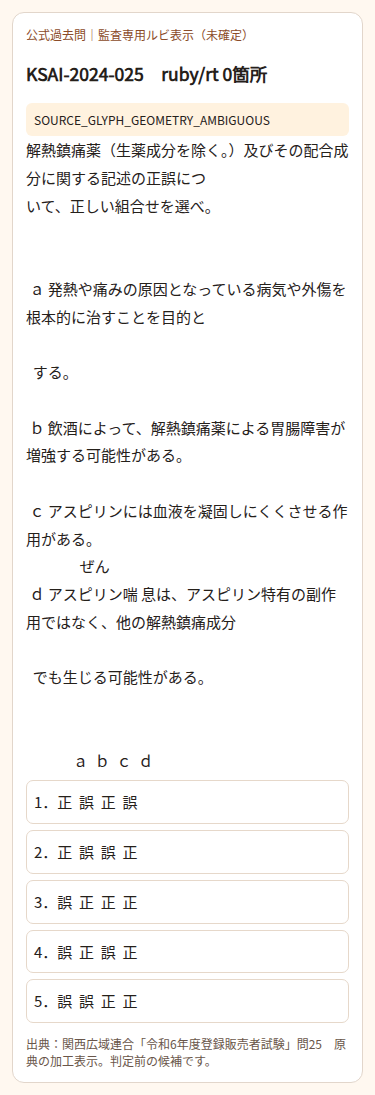 公式過去問｜監査専用ルビ表示（未確定）
KSAI-2024-025　ruby/rt 0箇所
SOURCE_GLYPH_GEOMETRY_AMBIGUOUS
解熱鎮痛薬（生薬成分を除く。）及びその配合成
分に関する記述の正誤につ
いて、正しい組合せを選べ。
ａ 発熱や痛みの原因となっている病気や外傷を
根本的に治すことを目的と
する。
ｂ 飲酒によって、解熱鎮痛薬による胃腸障害が
増強する可能性がある。
ｃ アスピリンには血液を凝固しにくくさせる作
用がある。
ぜん
ｄ アスピリン喘 息は、アスピリン特有の副作
用ではなく、他の解熱鎮痛成分
でも生じる可能性がある。
ａ ｂ ｃ ｄ
1．正 誤 正 誤
2．正 誤 誤 正
3．誤 正 正 正
4．誤 正 誤 正
5．誤 誤 正 正
出典：関西広域連合「令和6年度登録販売者試験」問25　原
典の加工表示。判定前の候補です。